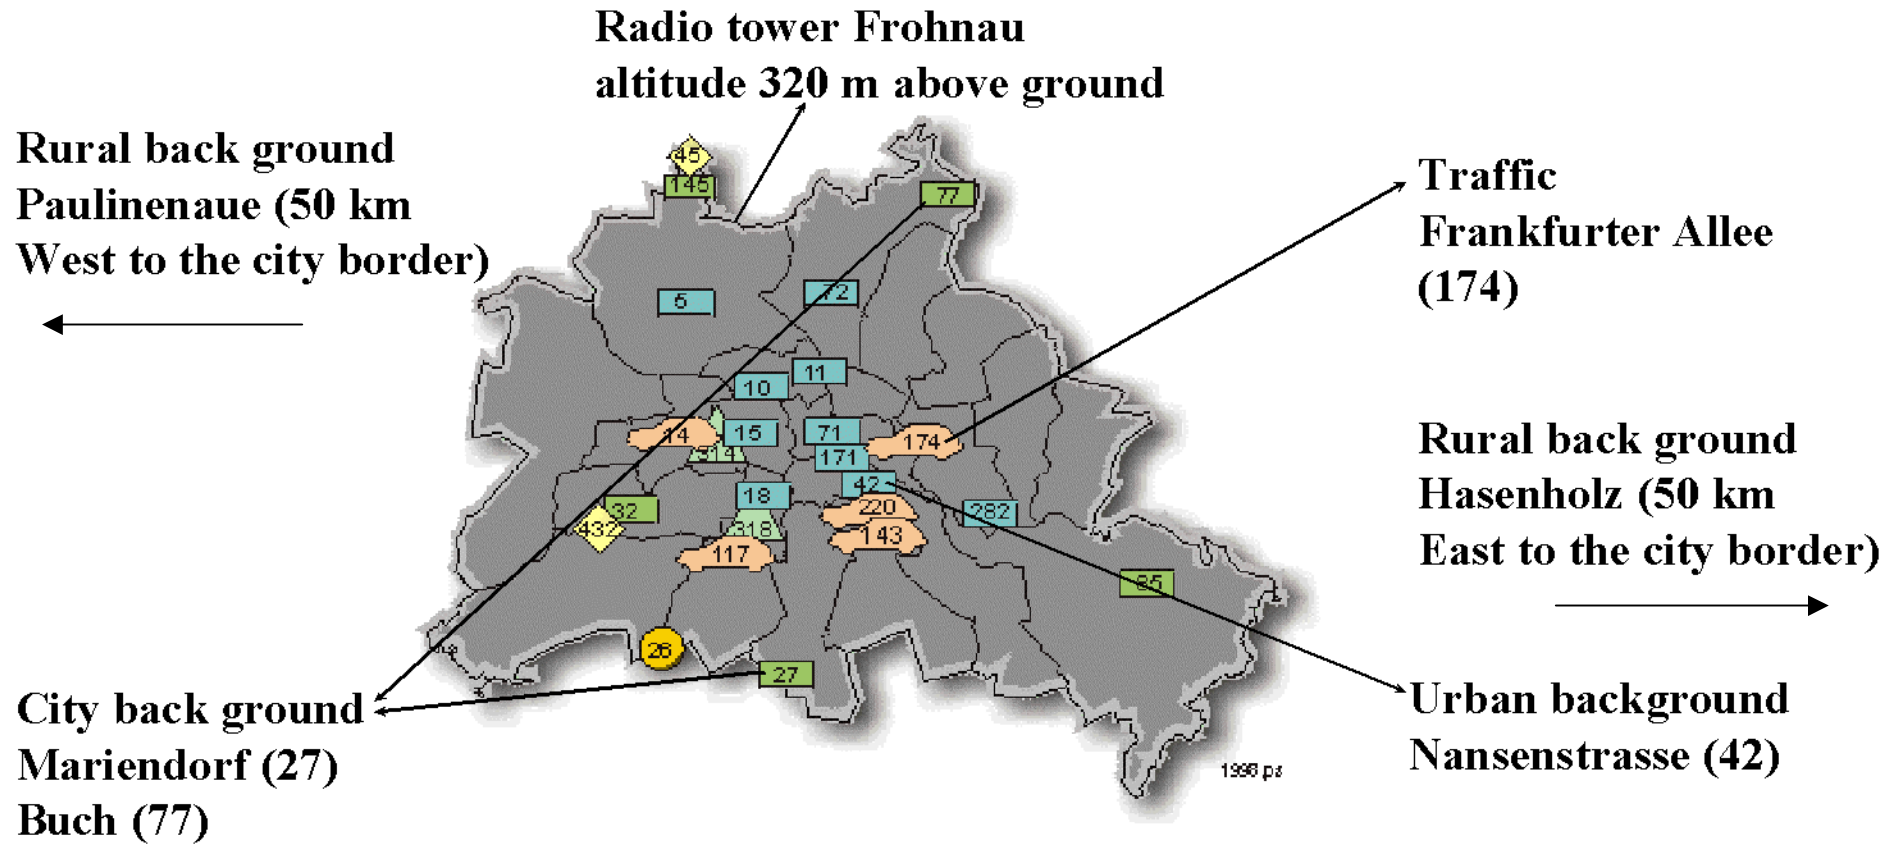 Radio tower Frohnau
altitude 320 m above ground
Rural back ground
Paulinenaue (50 km
West to the city border)
Traffic
Frankfurter Allee
(174)
Rural back ground
Hasenholz (50 km
East to the city border)
City back ground
Mariendorf (27)
Buch (77)
Urban background
Nansenstrasse (42)
45
145
77
5
72
11
10
14
15
71
174
314
171
42
18
32
220
282
432
318
143
117
85
26
27
1996 ps